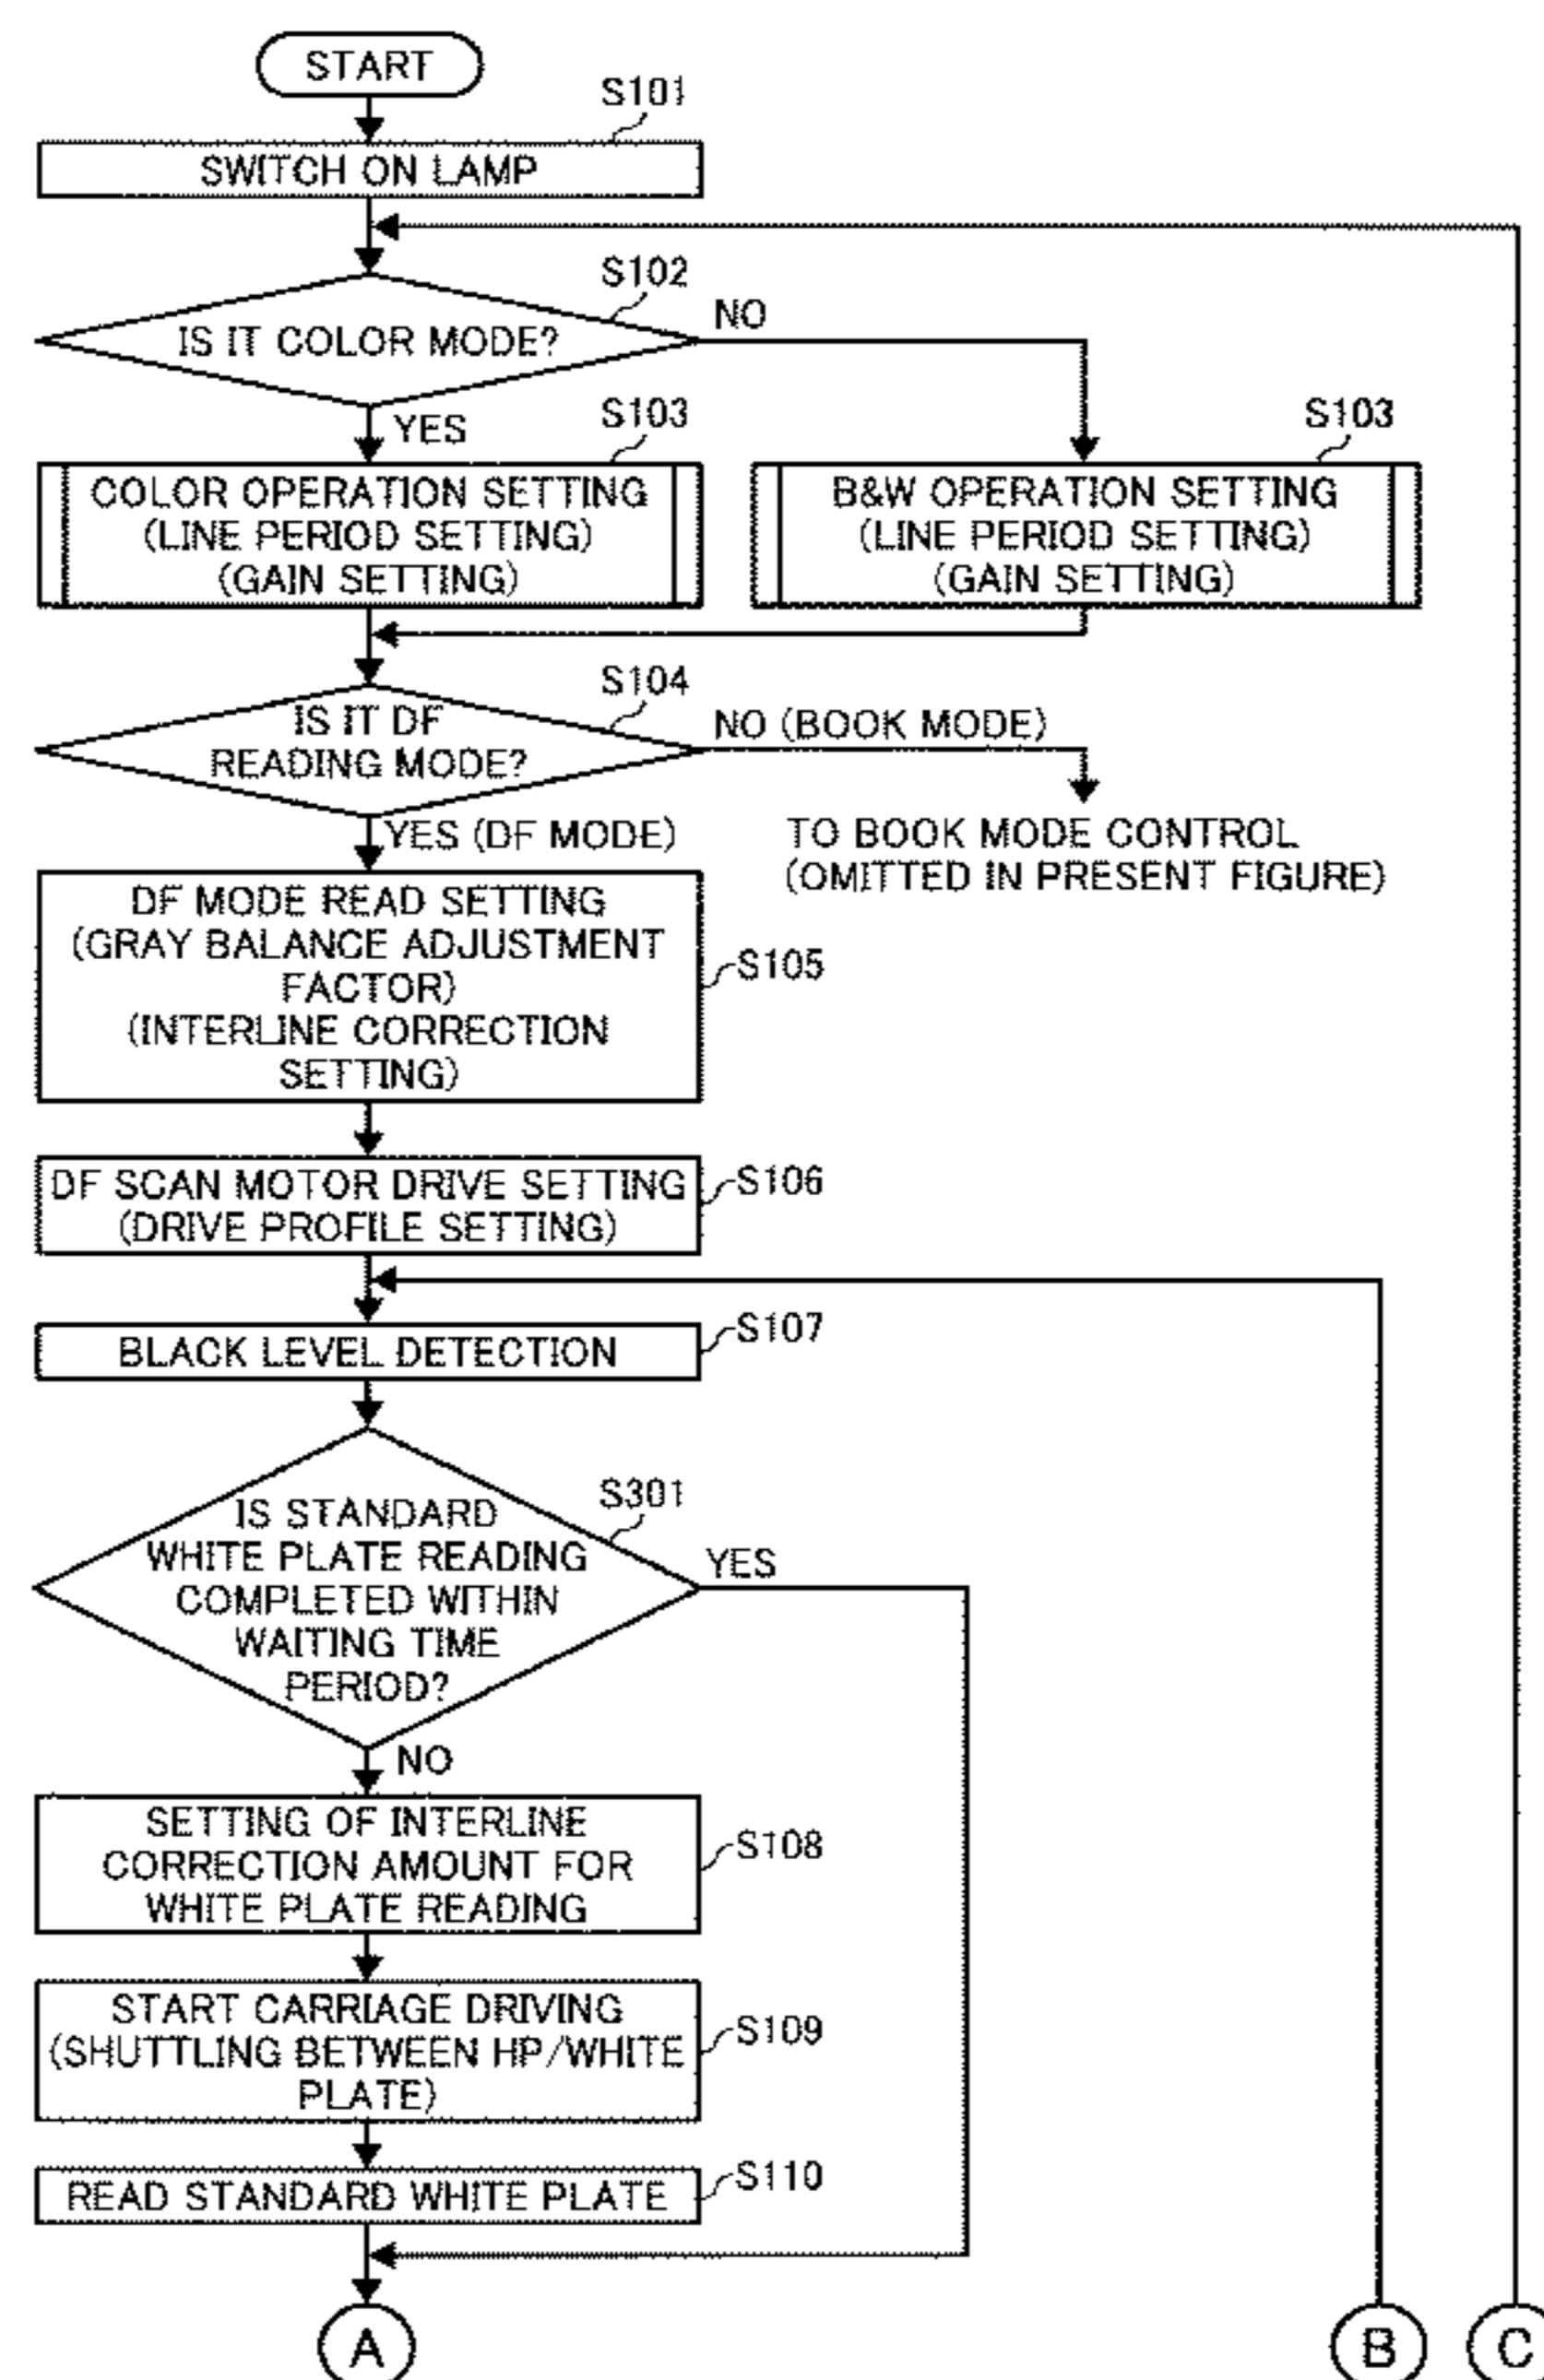 START
S101
SWITCH ON LAMP
S102
IS IT COLOR MODE?
NO
YES
S103
COLOR OPERATION SETTING
(LINE PERIOD SETTING)
(GAIN SETTING)
S103
B&W OPERATION SETTING
(LINE PERIOD SETTING)
(GAIN SETTING)
S104
IS IT DF
READING MODE?
NO (BOOK MODE)
TO BOOK MODE CONTROL
(OMITTED IN PRESENT FIGURE)
YES (DF MODE)
DF MODE READ SETTING
(GRAY BALANCE ADJUSTMENT
FACTOR)
(INTERLINE CORRECTION
SETTING)
S105
DF SCAN MOTOR DRIVE SETTING
(DRIVE PROFILE SETTING)
S106
BLACK LEVEL DETECTION
S107
S301
IS STANDARD
WHITE PLATE READING
COMPLETED WITHIN
WAITING TIME
PERIOD?
YES
NO
SETTING OF INTERLINE
CORRECTION AMOUNT FOR
WHITE PLATE READING
S108
START CARRIAGE DRIVING
(SHUTTLING BETWEEN HP/WHITE
PLATE)
S109
READ STANDARD WHITE PLATE
S110
A
B
C